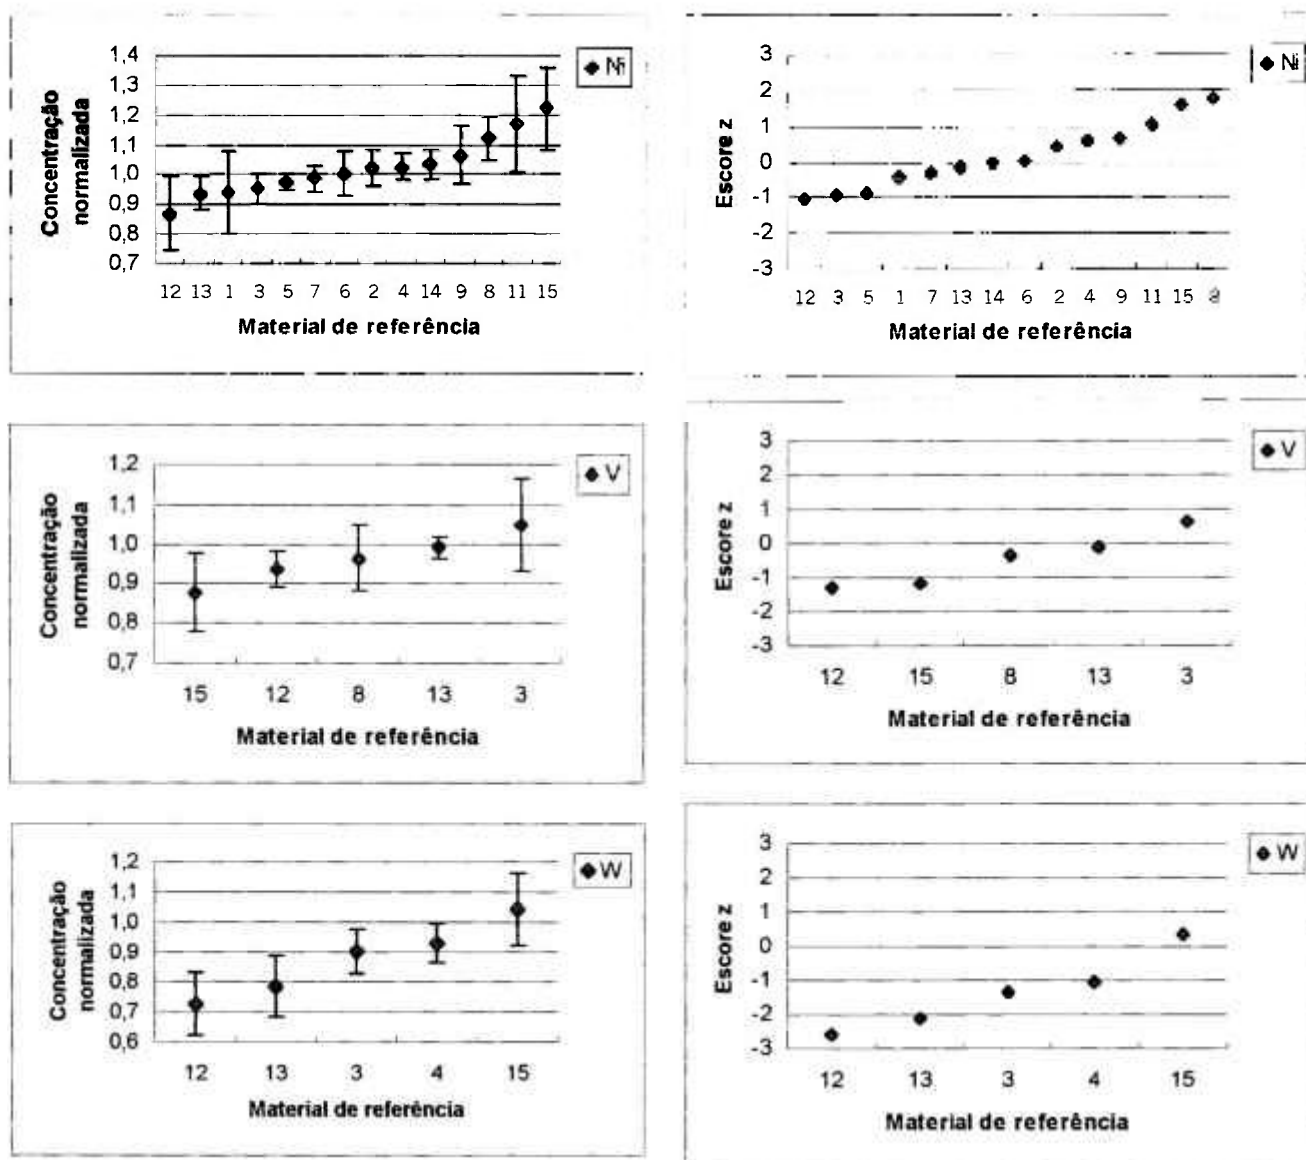 1,4
1,3
1,2
1,1
1,0
0,9
0,8
0,7
Concentração
normalizada
Ni
12 13 1 3 5 7 6 2 4 14 9 8 11 15
Material de referência
3
2
1
0
-1
-2
-3
Escore z
Ni
12 3 5 1 7 13 14 6 2 4 9 11 15 8
Material de referência
1,2
1,1
1,0
0,9
0,8
0,7
Concentração
normalizada
V
15 12 8 13 3
Material de referência
3
2
1
0
-1
-2
-3
Escore z
V
12 15 8 13 3
Material de referência
1,2
1,1
1,0
0,9
0,8
0,7
0,6
Concentração
normalizada
W
12 13 3 4 15
Material de referência
3
2
1
0
-1
-2
-3
Escore z
W
12 13 3 4 15
Material de referência